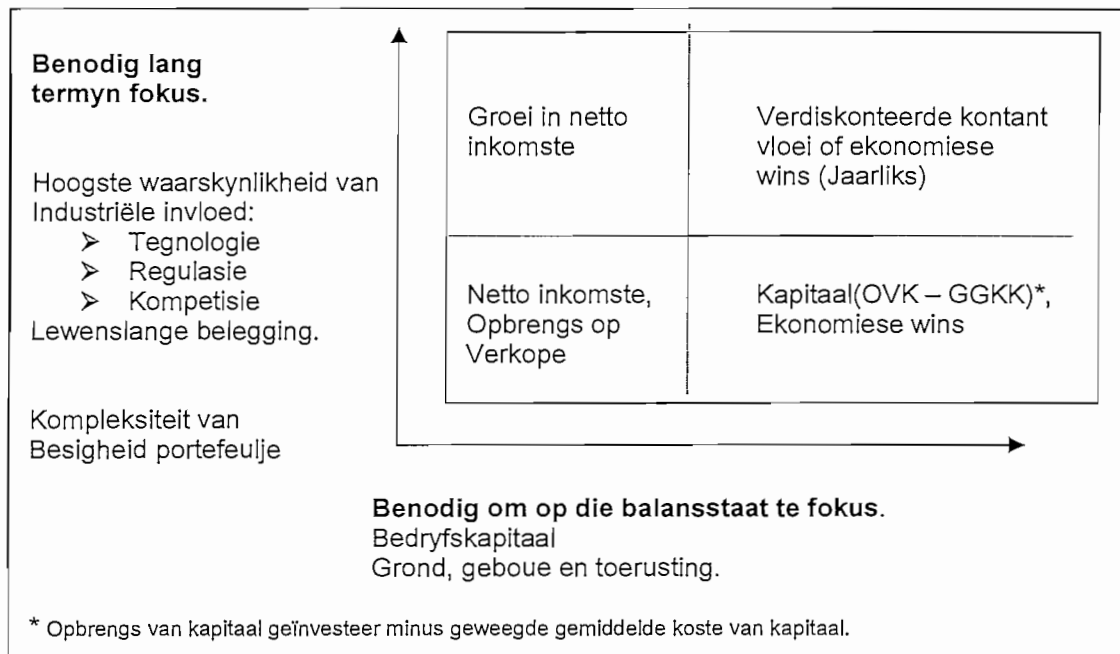 Benodig lang
termyn fokus.
Hoogste waarskynlikheid van
Industriële invloed:
➢ Tegnologie
➢ Regulasie
➢ Kompetisie
Lewenslange belegging.
Kompleksiteit van
Besigheid portefeulje
Groei in netto
inkomste
Verdiskonteerde kontant
vloei of ekonomiese
wins (Jaarliks)
Netto inkomste,
Opbrengs op
Verkope
Kapitaal(OVK – GGKK)*,
Ekonomiese wins
Benodig om op die balansstaat te fokus.
Bedryfskapitaal
Grond, geboue en toerusting.
* Opbrengs van kapitaal geïnvesteer minus geweegde gemiddelde koste van kapitaal.